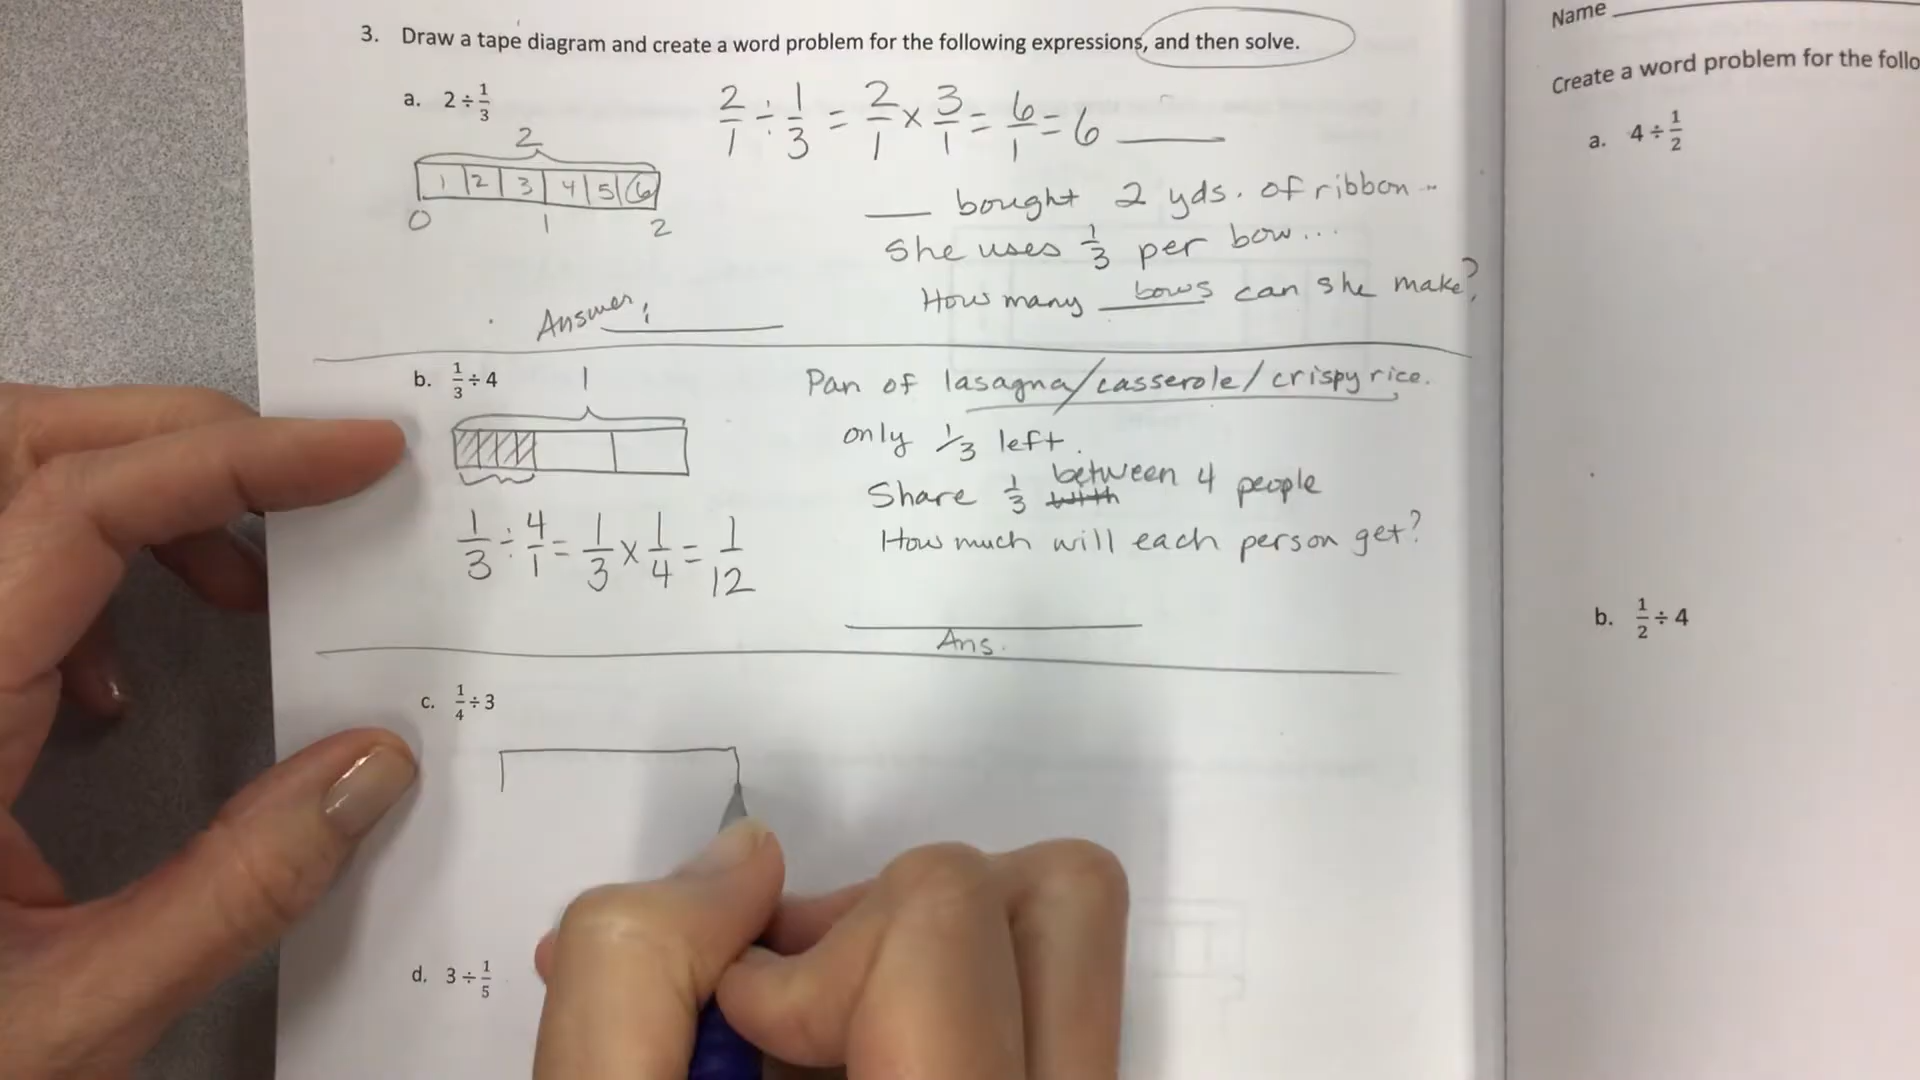 3. Draw a tape diagram and create a word problem for the following expressions, and then solve.
a. 2 ÷ 1/3
2/1 ÷ 1/3 = 2/1 × 3/1 = 6/1 = 6 ____
2
1 2 3 4 5 6
0 1 2
____ bought 2 yds. of ribbon...
She uses 1/3 per bow...
How many bows can she make?
Answer:
b. 1/3 ÷ 4
1
1/3 ÷ 4/1 = 1/3 × 1/4 = 1/12
Pan of lasagna/casserole/crispy rice.
only 1/3 left.
Share 1/3 with between 4 people
How much will each person get?
Ans.
c. 1/4 ÷ 3
d. 3 ÷ 1/5
Name
Create a word problem for the follo
a. 4 ÷ 1/2
b. 1/2 ÷ 4